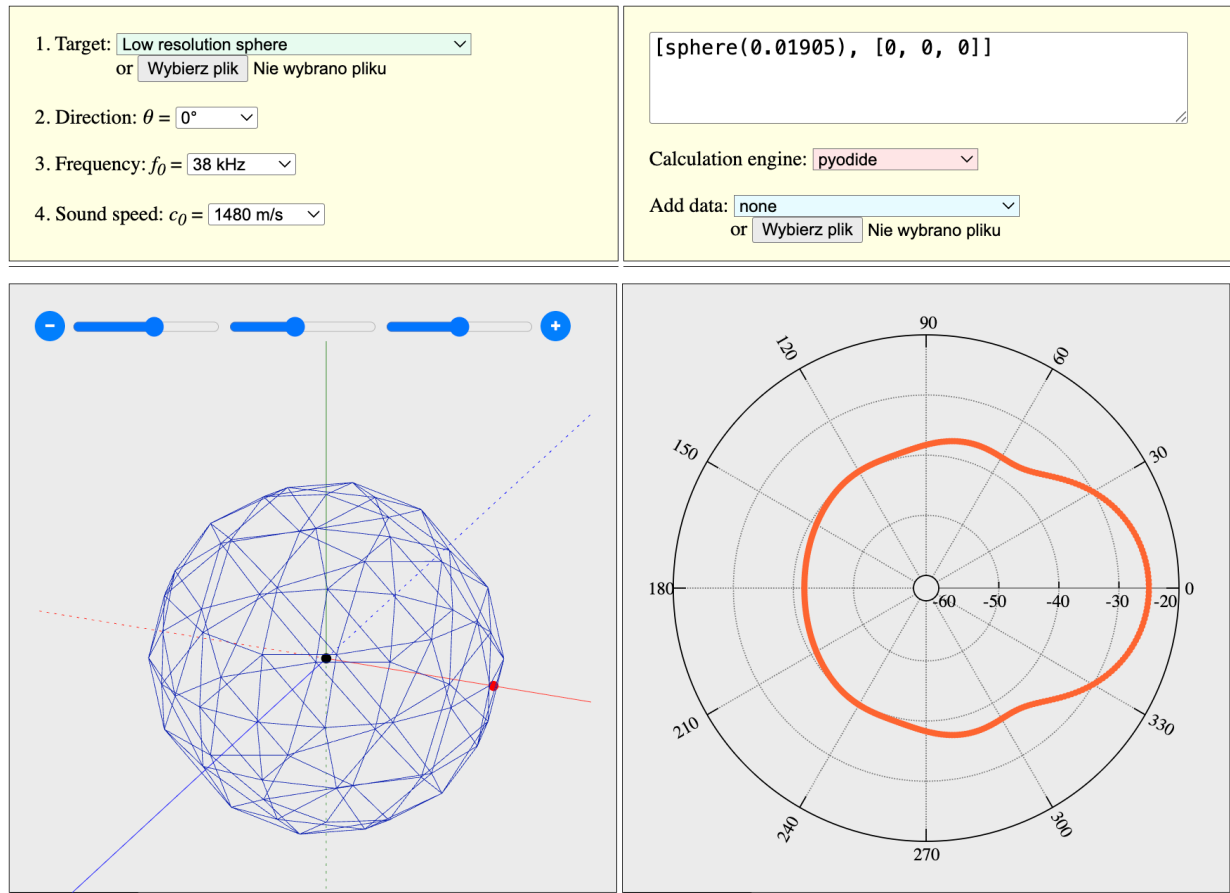 1. Target: Low resolution sphere
or Wybierz plik Nie wybrano pliku
2. Direction: θ = 0°
3. Frequency: f0 = 38 kHz
4. Sound speed: c0 = 1480 m/s
[sphere(0.01905), [0, 0, 0]]
Calculation engine: pyodide
Add data: none
or Wybierz plik Nie wybrano pliku
− +
90
120 60
150 30
180 -60 -50 -40 -30 -20 0
210 330
240 300
270